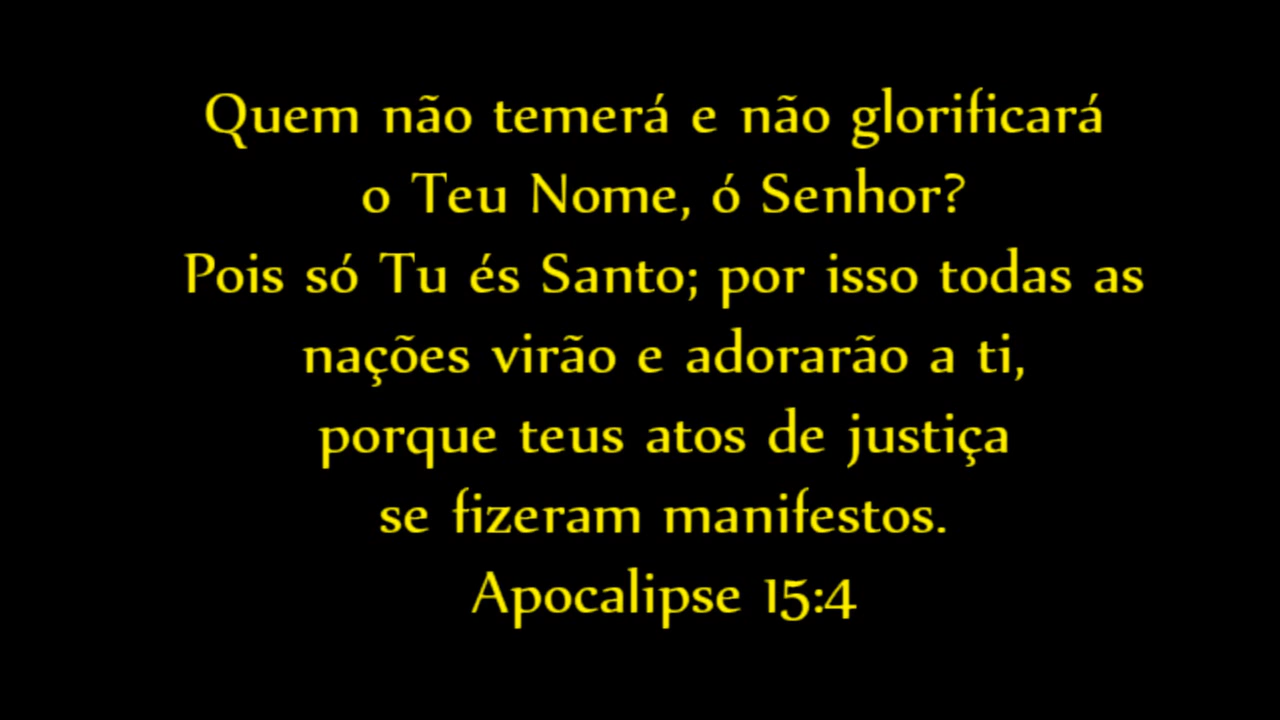 Quem não temerá e não glorificará
o Teu Nome, ó Senhor?
Pois só Tu és Santo; por isso todas as
nações virão e adorarão a ti,
porque teus atos de justiça
se fizeram manifestos.
Apocalipse 15:4